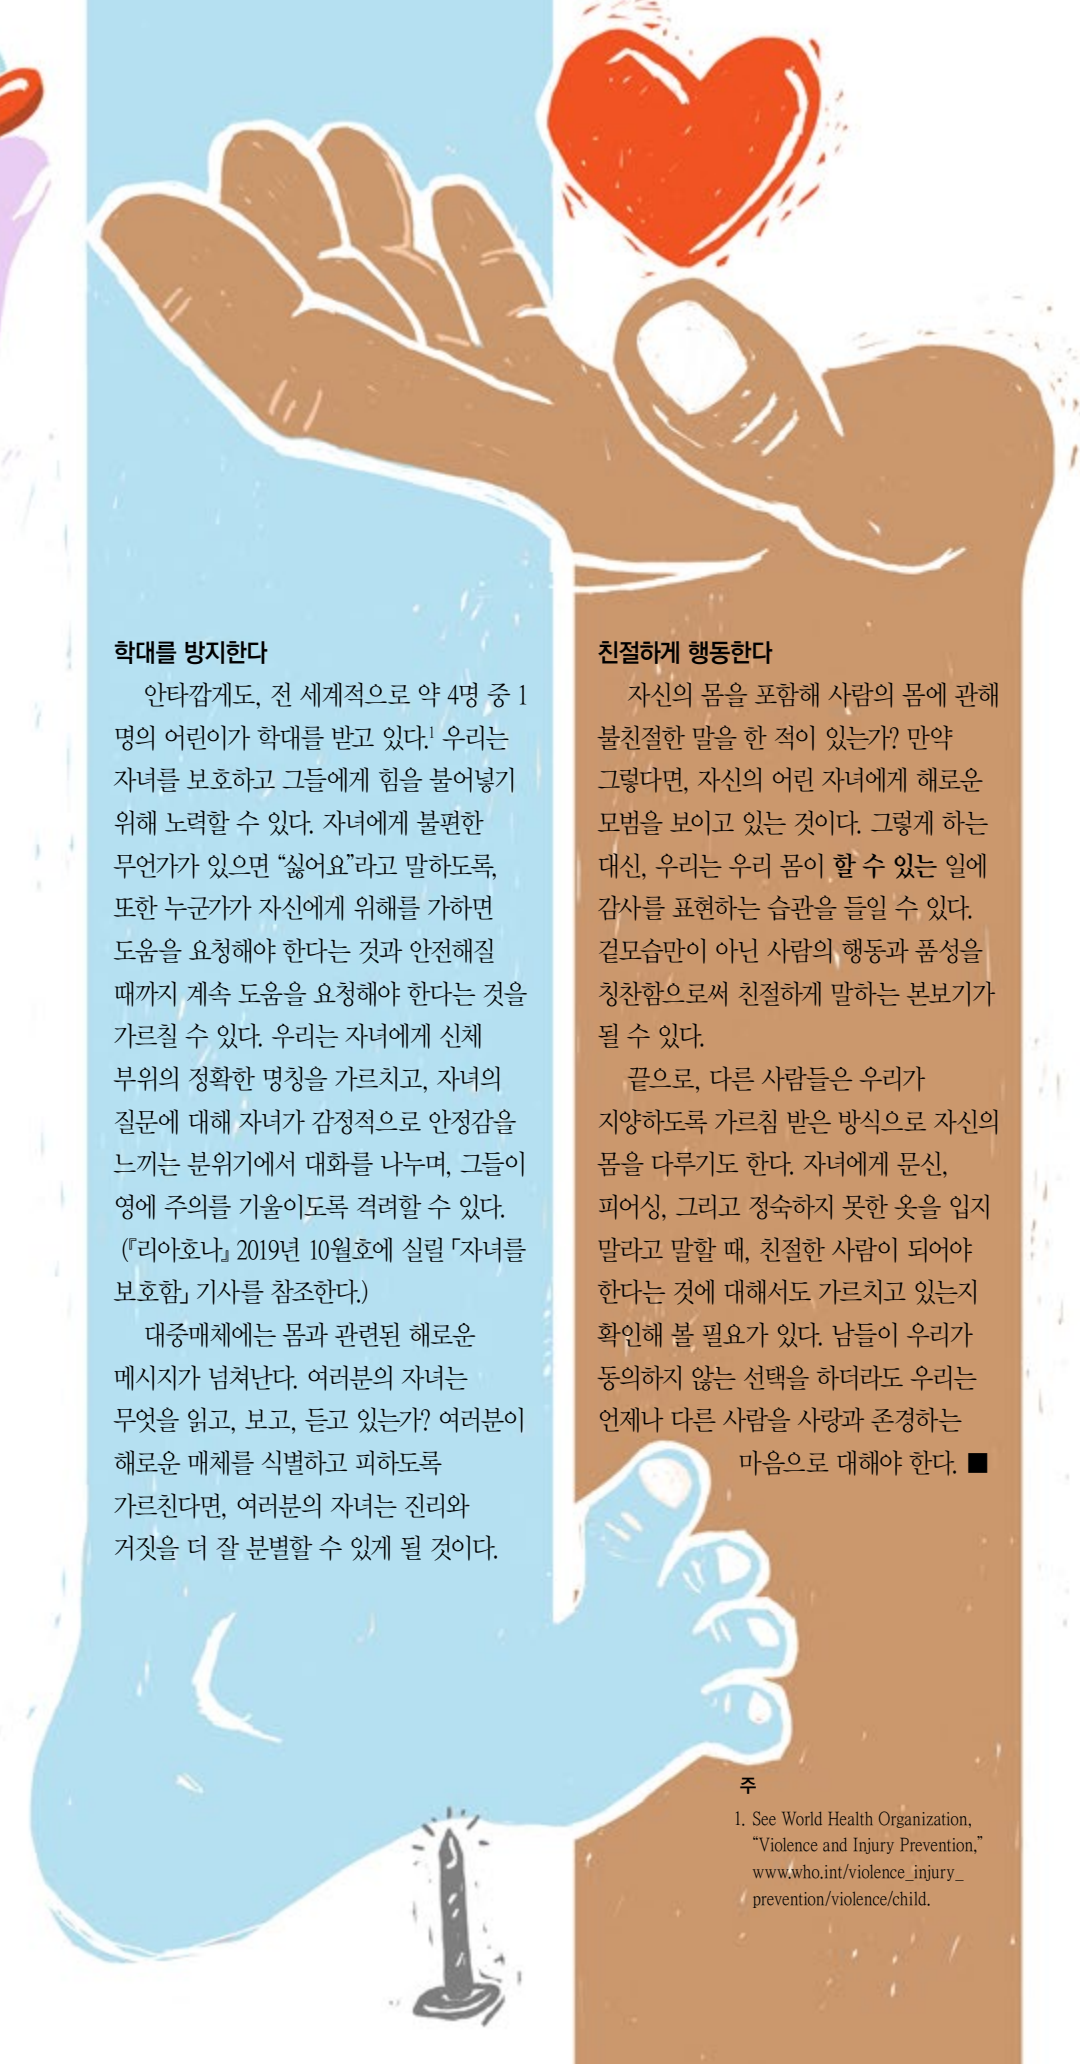 학대를 방지한다
안타깝게도, 전 세계적으로 약 4명 중 1
명의 어린이가 학대를 받고 있다.¹ 우리는
자녀를 보호하고 그들에게 힘을 불어넣기
위해 노력할 수 있다. 자녀에게 불편한
무언가가 있으면 “싫어요”라고 말하도록,
또한 누군가가 자신에게 위해를 가하면
도움을 요청해야 한다는 것과 안전해질
때까지 계속 도움을 요청해야 한다는 것을
가르칠 수 있다. 우리는 자녀에게 신체
부위의 정확한 명칭을 가르치고, 자녀의
질문에 대해 자녀가 감정적으로 안정감을
느끼는 분위기에서 대화를 나누며, 그들이
영에 주의를 기울이도록 격려할 수 있다.
(『리아호나』 2019년 10월호에 실릴 「자녀를
보호함」 기사를 참조한다.)
대중매체에는 몸과 관련된 해로운
메시지가 넘쳐난다. 여러분의 자녀는
무엇을 읽고, 보고, 듣고 있는가? 여러분이
해로운 매체를 식별하고 피하도록
가르친다면, 여러분의 자녀는 진리와
거짓을 더 잘 분별할 수 있게 될 것이다.
친절하게 행동한다
자신의 몸을 포함해 사람의 몸에 관해
불친절한 말을 한 적이 있는가? 만약
그렇다면, 자신의 어린 자녀에게 해로운
모범을 보이고 있는 것이다. 그렇게 하는
대신, 우리는 우리 몸이 할 수 있는 일에
감사를 표현하는 습관을 들일 수 있다.
겉모습만이 아닌 사람의 행동과 품성을
칭찬함으로써 친절하게 말하는 본보기가
될 수 있다.
끝으로, 다른 사람들은 우리가
지양하도록 가르침 받은 방식으로 자신의
몸을 다루기도 한다. 자녀에게 문신,
피어싱, 그리고 정숙하지 못한 옷을 입지
말라고 말할 때, 친절한 사람이 되어야
한다는 것에 대해서도 가르치고 있는지
확인해 볼 필요가 있다. 남들이 우리가
동의하지 않는 선택을 하더라도 우리는
언제나 다른 사람을 사랑과 존경하는
마음으로 대해야 한다. ■
주
1. See World Health Organization,
“Violence and Injury Prevention,”
www.who.int/violence_injury_
prevention/violence/child.